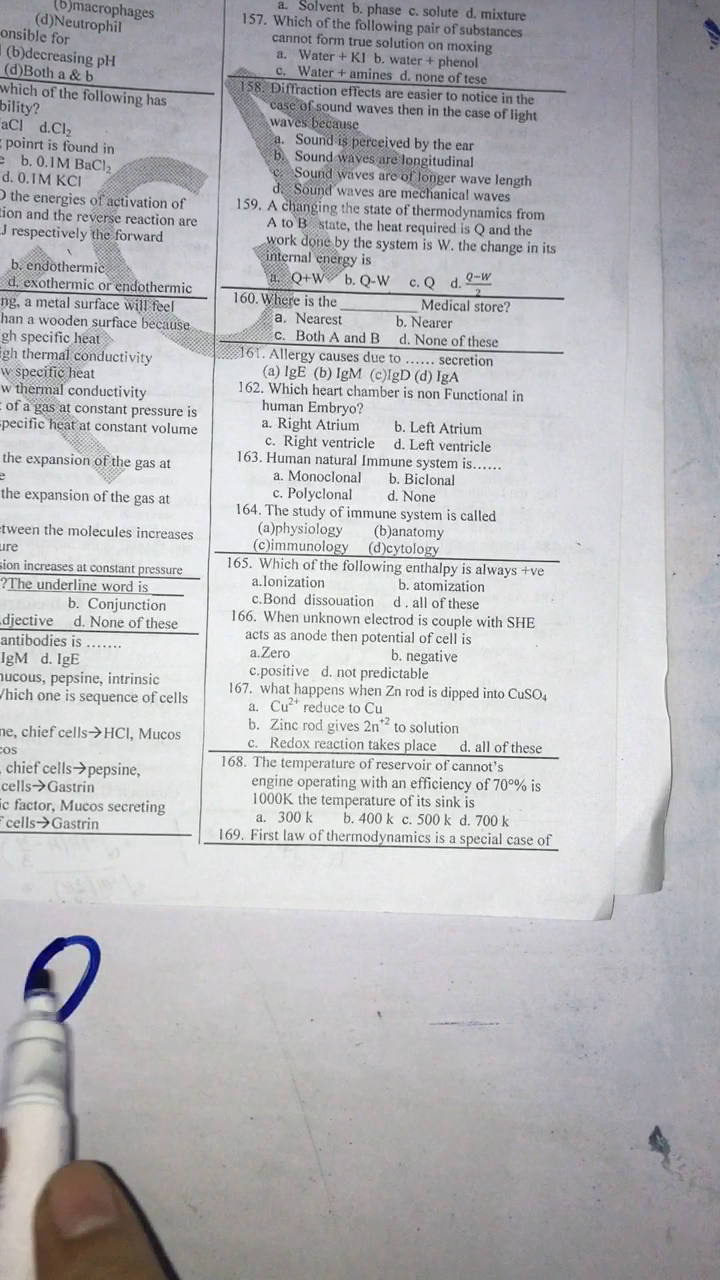 (b)macrophages
(d)Neutrophil
onsible for
(b)decreasing pH
(d)Both a & b
which of the following has
bility?
aCl d.Cl₂
poinrt is found in
b. 0.1M BaCl₂
d. 0.1M KCl
the energies of activation of
tion and the reverse reaction are
J respectively the forward
b. endothermic
d. exothermic or endothermic
ng, a metal surface will feel
han a wooden surface because
gh specific heat
igh thermal conductivity
w specific heat
w thermal conductivity
of a gas at constant pressure is
specific heat at constant volume
the expansion of the gas at
e
the expansion of the gas at
tween the molecules increases
ure
sion increases at constant pressure
?The underline word is ____
b. Conjunction
djective d. None of these
antibodies is .......
IgM d. IgE
nucous, pepsine, intrinsic
Which one is sequence of cells
ne, chief cells→HCl, Mucos
cos
, chief cells→pepsine,
cells→Gastrin
ic factor, Mucos secreting
f cells→Gastrin
a. Solvent b. phase c. solute d. mixture
157. Which of the following pair of substances
cannot form true solution on moxing
a. Water + KI b. water + phenol
c. Water + amines d. none of tese
158. Diffraction effects are easier to notice in the
case of sound waves then in the case of light
waves because
a. Sound is perceived by the ear
b. Sound waves are longitudinal
c. Sound waves are of longer wave length
d. Sound waves are mechanical waves
159. A changing the state of thermodynamics from
A to B state, the heat required is Q and the
work done by the system is W. the change in its
internal energy is
a. Q+W b. Q-W c. Q d. Q−W/2
160. Where is the __________ Medical store?
a. Nearest b. Nearer
c. Both A and B d. None of these
161. Allergy causes due to ...... secretion
(a) IgE (b) IgM (c)IgD (d) IgA
162. Which heart chamber is non Functional in
human Embryo?
a. Right Atrium b. Left Atrium
c. Right ventricle d. Left ventricle
163. Human natural Immune system is......
a. Monoclonal b. Biclonal
c. Polyclonal d. None
164. The study of immune system is called
(a)physiology (b)anatomy
(c)immunology (d)cytology
165. Which of the following enthalpy is always +ve
a.Ionization b. atomization
c.Bond dissouation d . all of these
166. When unknown electrod is couple with SHE
acts as anode then potential of cell is
a.Zero b. negative
c.positive d. not predictable
167. what happens when Zn rod is dipped into CuSO₄
a. Cu²⁺ reduce to Cu
b. Zinc rod gives 2n⁺² to solution
c. Redox reaction takes place d. all of these
168. The temperature of reservoir of cannot's
engine operating with an efficiency of 70°% is
1000K the temperature of its sink is
a. 300 k b. 400 k c. 500 k d. 700 k
169. First law of thermodynamics is a special case of